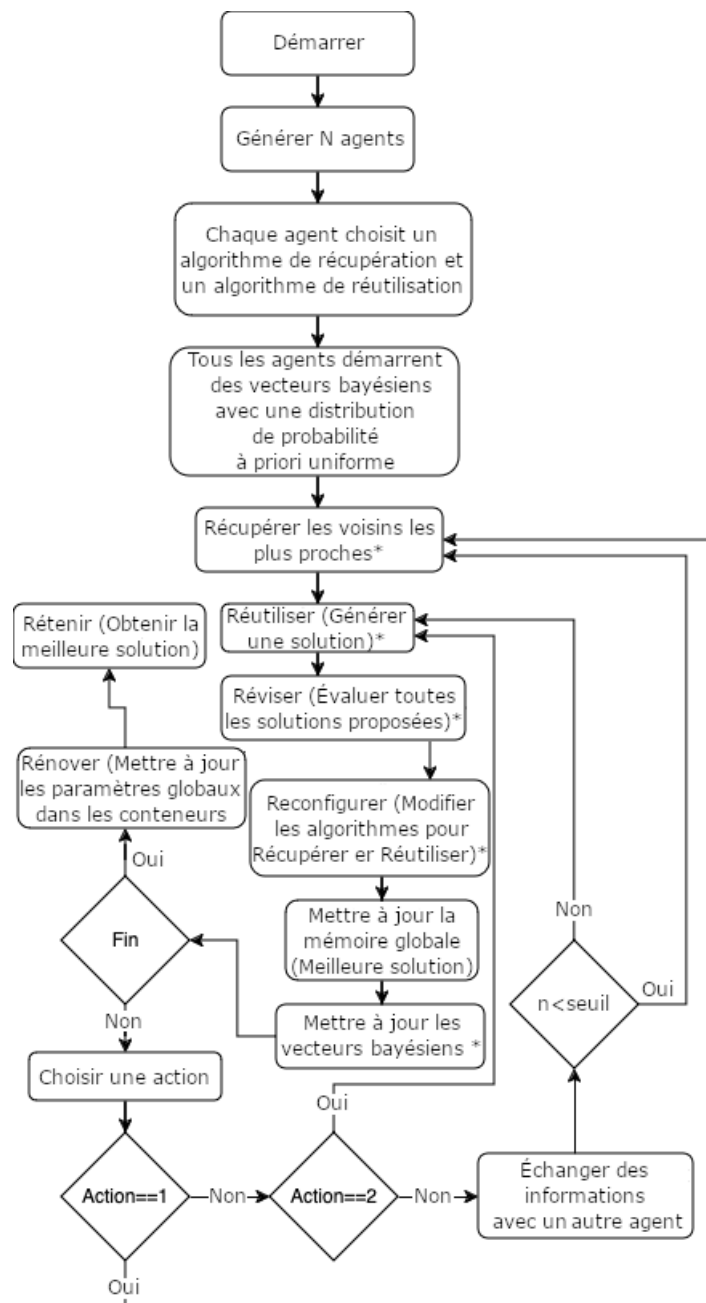 Démarrer
Générer N agents
Chaque agent choisit un
algorithme de récupération et
un algorithme de réutilisation
Tous les agents démarrent
des vecteurs bayésiens
avec une distribution
de probabilité
à priori uniforme
Récupérer les voisins les
plus proches*
Réutiliser (Générer
une solution)*
Rétenir (Obtenir la
meilleure solution)
Réviser (Évaluer toutes
les solutions proposées)*
Rénover (Mettre à jour
les paramètres globaux
dans les conteneurs
Reconfigurer (Modifier
les algorithmes pour
Récupérer er Réutiliser)*
Oui
Mettre à jour la
mémoire globale
(Meilleure solution)
Non
Fin
n<seuil
Oui
Mettre à jour les
vecteurs bayésiens *
Non
Choisir une action
Oui
Action==1
Non
Action==2
Non
Échanger des
informations
avec un autre agent
Oui